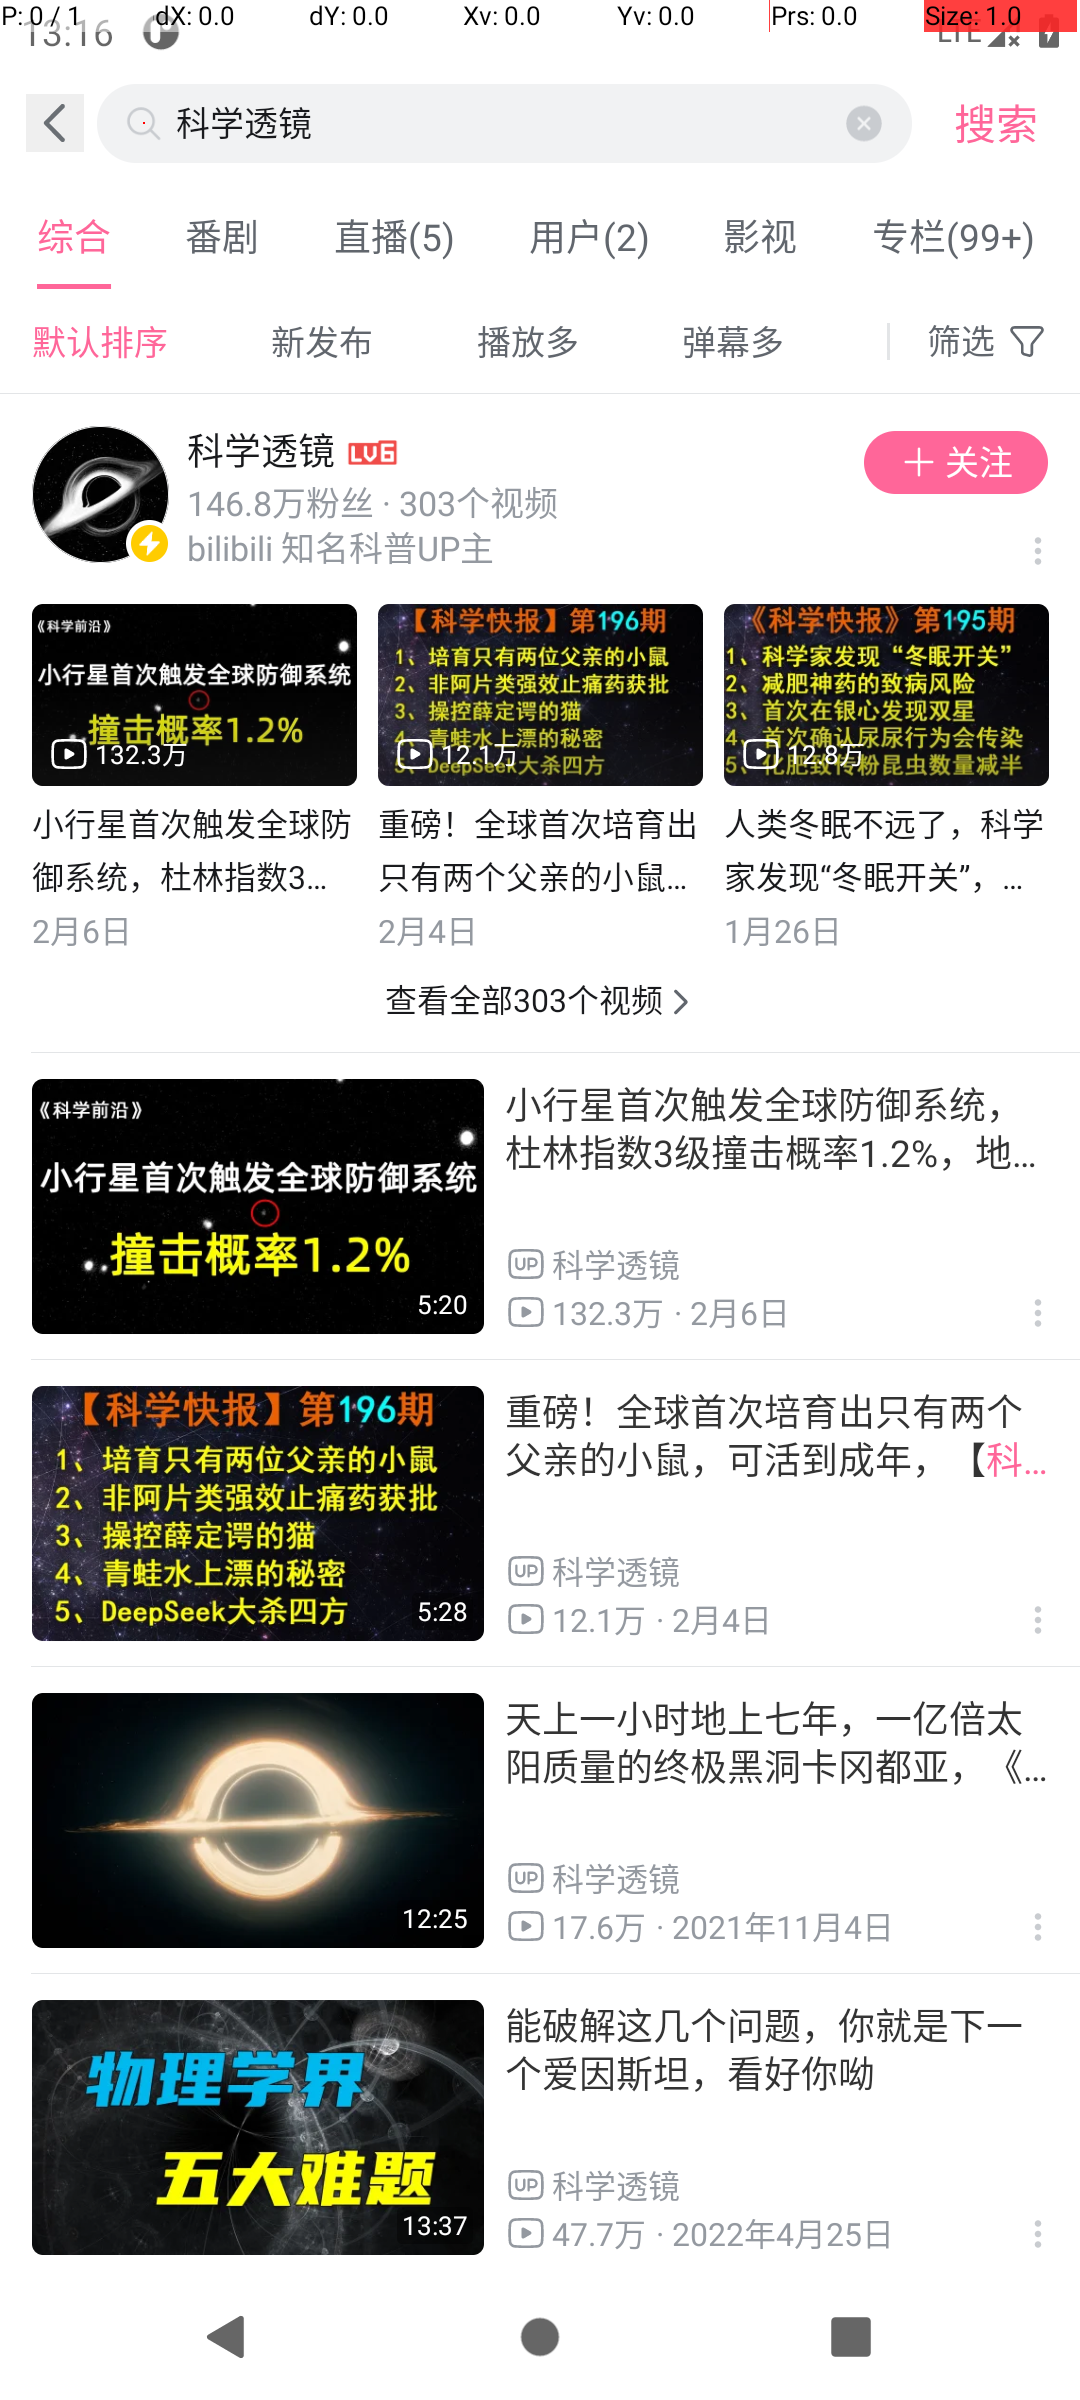 P: 0 / 1
dX: 0.0
dY: 0.0
Xv: 0.0
Yv: 0.0
Prs: 0.0
Size: 1.0
13:16
LTE
科学透镜
搜索
综合
番剧
直播(5)
用户(2)
影视
专栏(99+)
默认排序
新发布
播放多
弹幕多
筛选
科学透镜 LV6
146.8万粉丝 · 303个视频
bilibili 知名科普UP主
+ 关注
《科学前沿》
小行星首次触发全球防御系统
撞击概率1.2%
132.3万
【科学快报】第196期
1、培育只有两位父亲的小鼠
2、非阿片类强效止痛药获批
3、操控薛定谔的猫
4、青蛙水上漂的秘密
5、DeepSeek大杀四方
12.1万
《科学快报》第195期
1、科学家发现“冬眠开关”
2、减肥神药的致病风险
3、首次在银心发现双星
4、首次确认尿尿行为会传染
5、化肥致传粉昆虫数量减半
12.8万
小行星首次触发全球防
御系统，杜林指数3...
2月6日
重磅！全球首次培育出
只有两个父亲的小鼠...
2月4日
人类冬眠不远了，科学
家发现“冬眠开关”，...
1月26日
查看全部303个视频
《科学前沿》
小行星首次触发全球防御系统
撞击概率1.2%
5:20
小行星首次触发全球防御系统，
杜林指数3级撞击概率1.2%，地...
UP 科学透镜
132.3万 · 2月6日
【科学快报】第196期
1、培育只有两位父亲的小鼠
2、非阿片类强效止痛药获批
3、操控薛定谔的猫
4、青蛙水上漂的秘密
5、DeepSeek大杀四方
5:28
重磅！全球首次培育出只有两个
父亲的小鼠，可活到成年，【科...
UP 科学透镜
12.1万 · 2月4日
12:25
天上一小时地上七年，一亿倍太
阳质量的终极黑洞卡冈都亚，《...
UP 科学透镜
17.6万 · 2021年11月4日
物理学界
五大难题
13:37
能破解这几个问题，你就是下一
个爱因斯坦，看好你呦
UP 科学透镜
47.7万 · 2022年4月25日